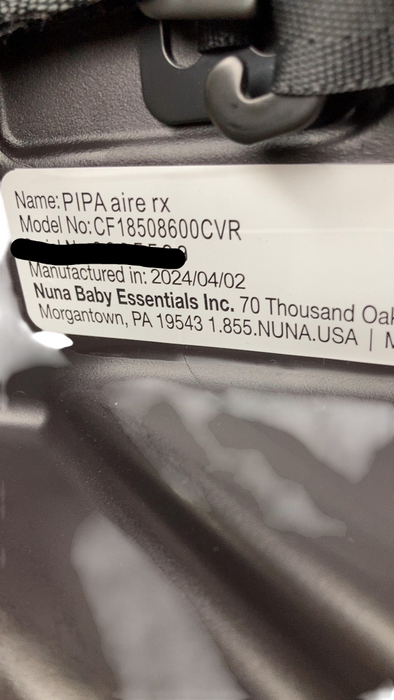 Name: PIPA aire rx
Model No: CF18508600CVR
Manufactured in: 2024/04/02
Nuna Baby Essentials Inc. 70 Thousand
Morgantown, PA 19543 1.855.NUNA.USA |